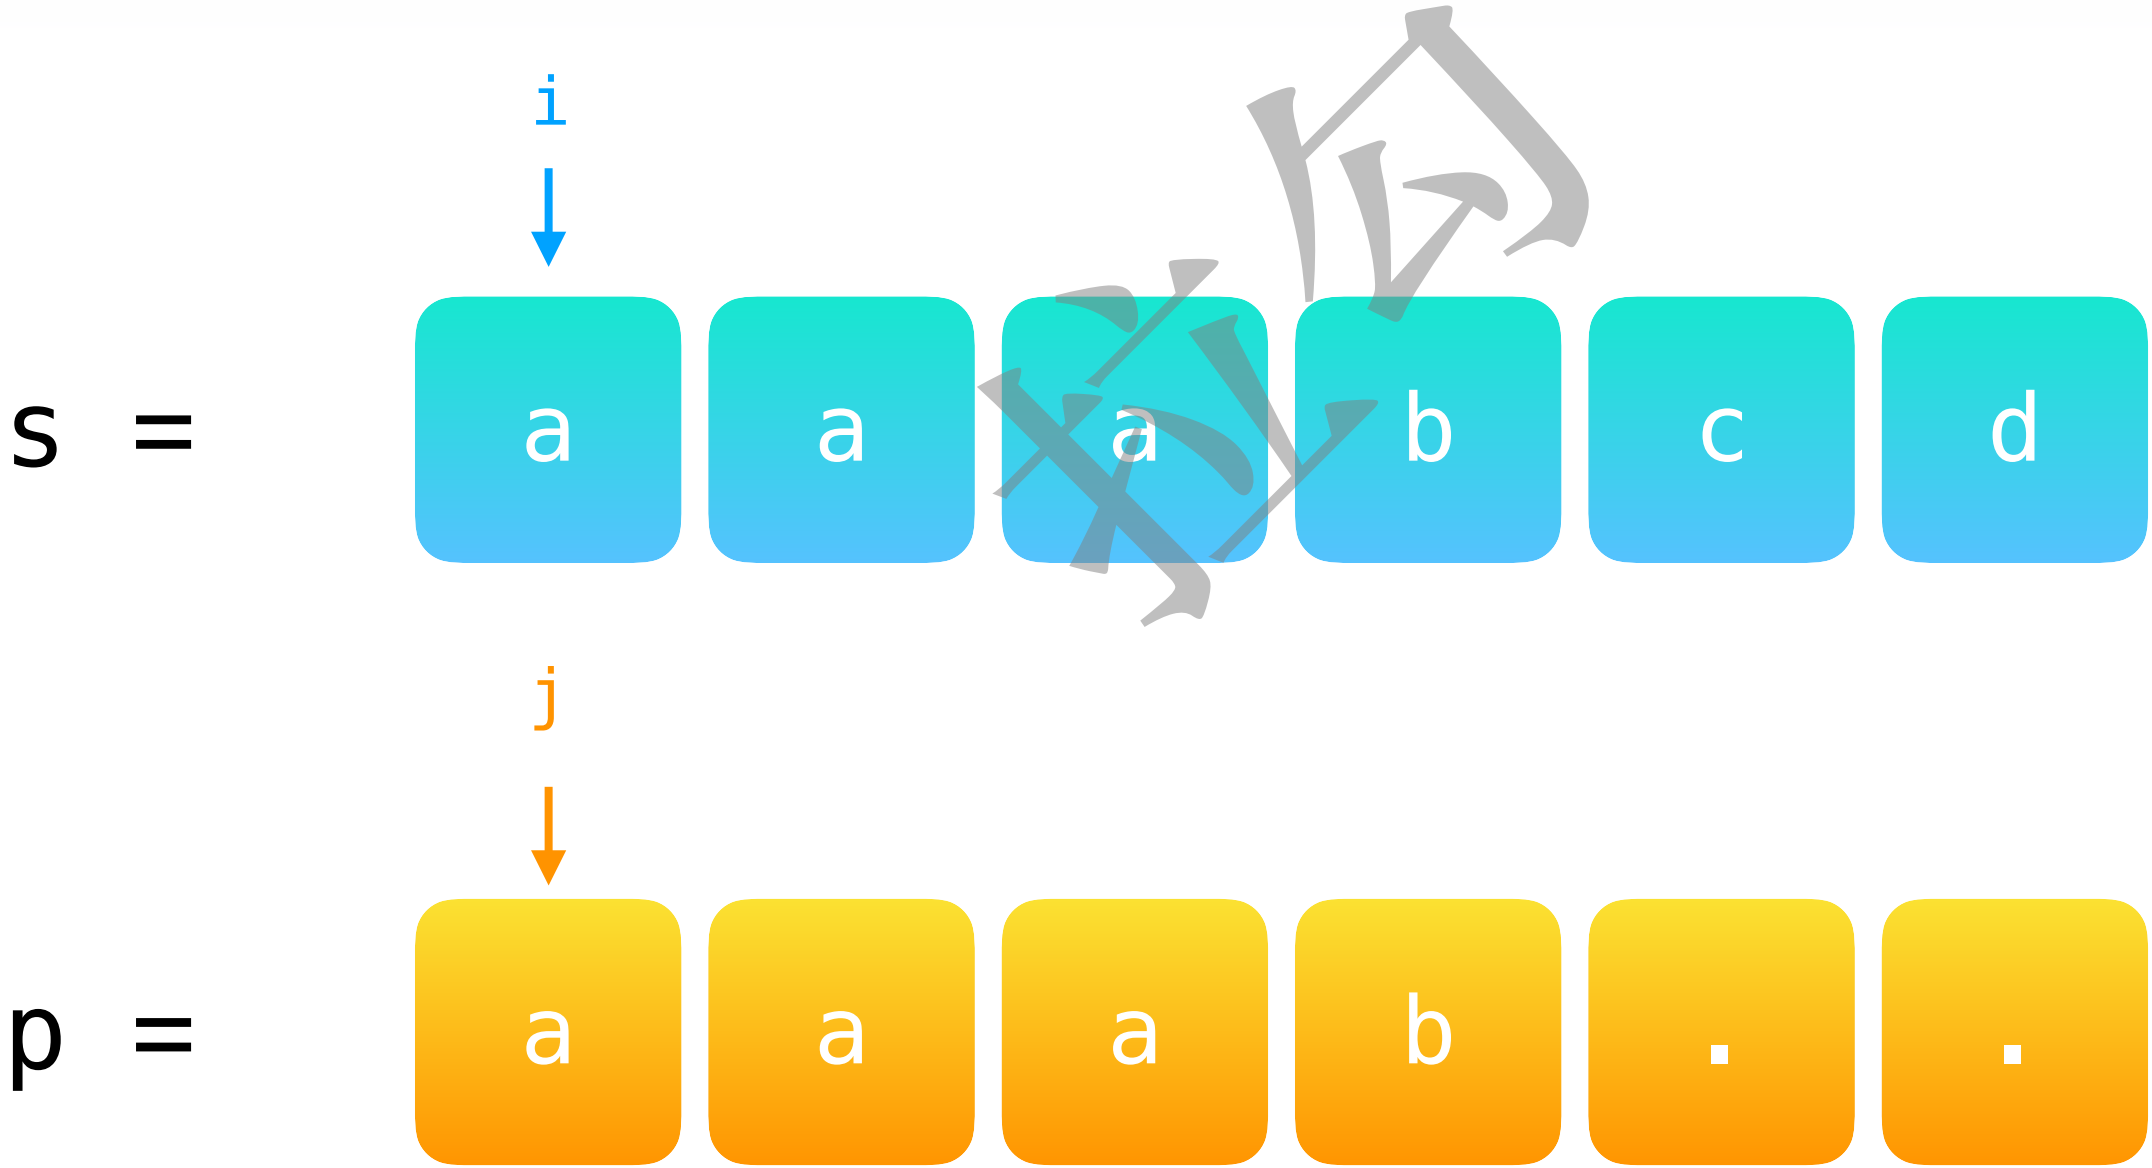 i
s = a a a b c d
j
p = a a a b . .